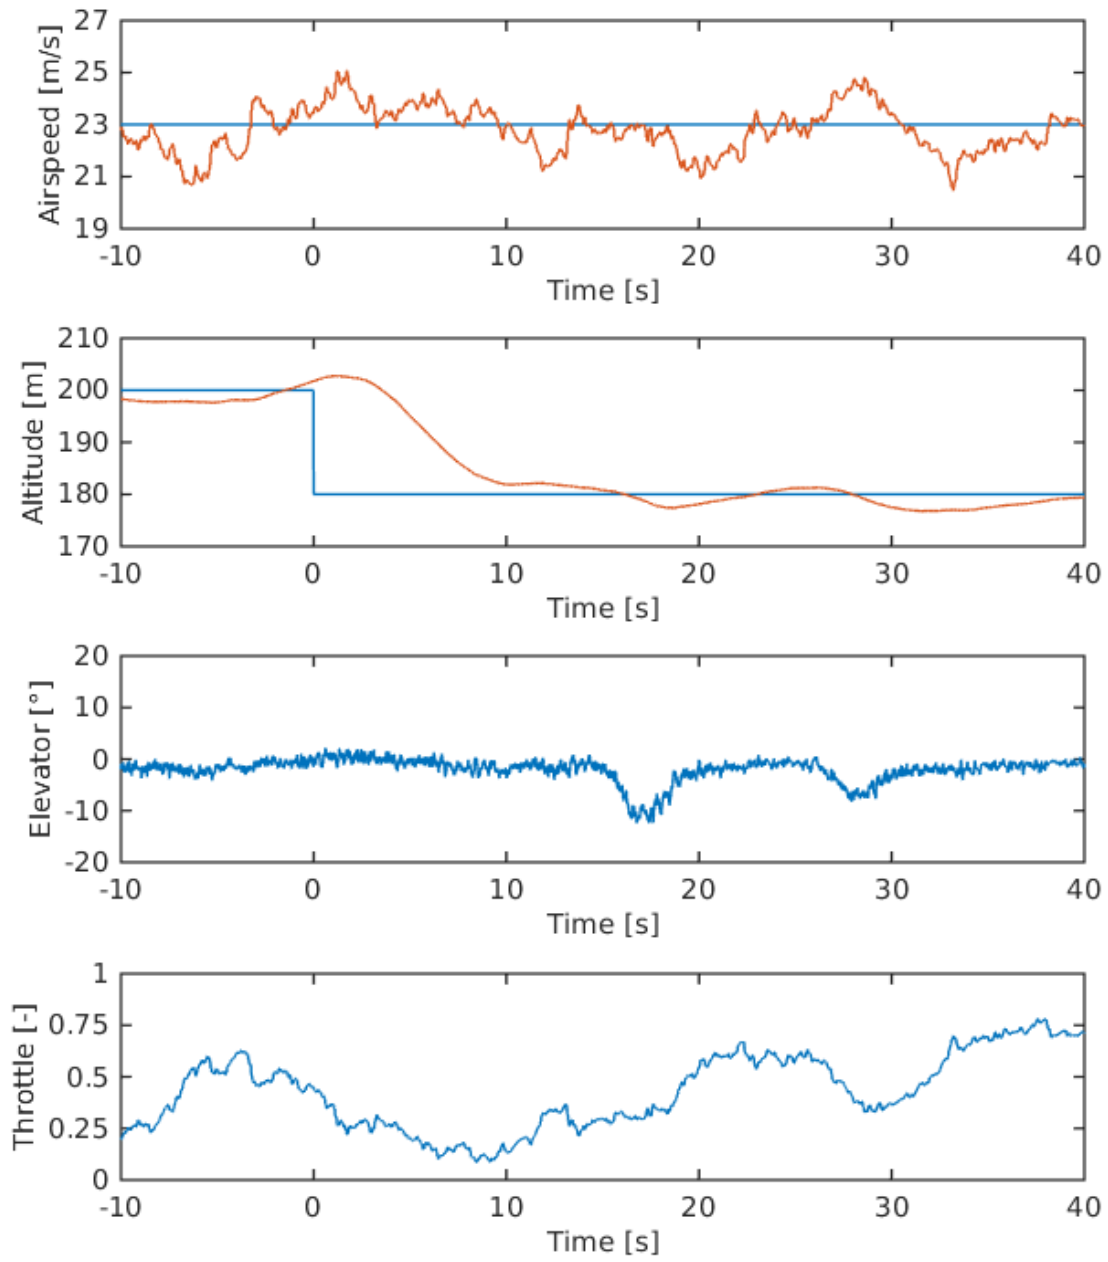 Airspeed [m/s]
27
25
23
21
19
-10 0 10 20 30 40
Time [s]
Altitude [m]
210
200
190
180
170
-10 0 10 20 30 40
Time [s]
Elevator [°]
20
10
0
-10
-20
-10 0 10 20 30 40
Time [s]
Throttle [-]
1
0.75
0.5
0.25
0
-10 0 10 20 30 40
Time [s]